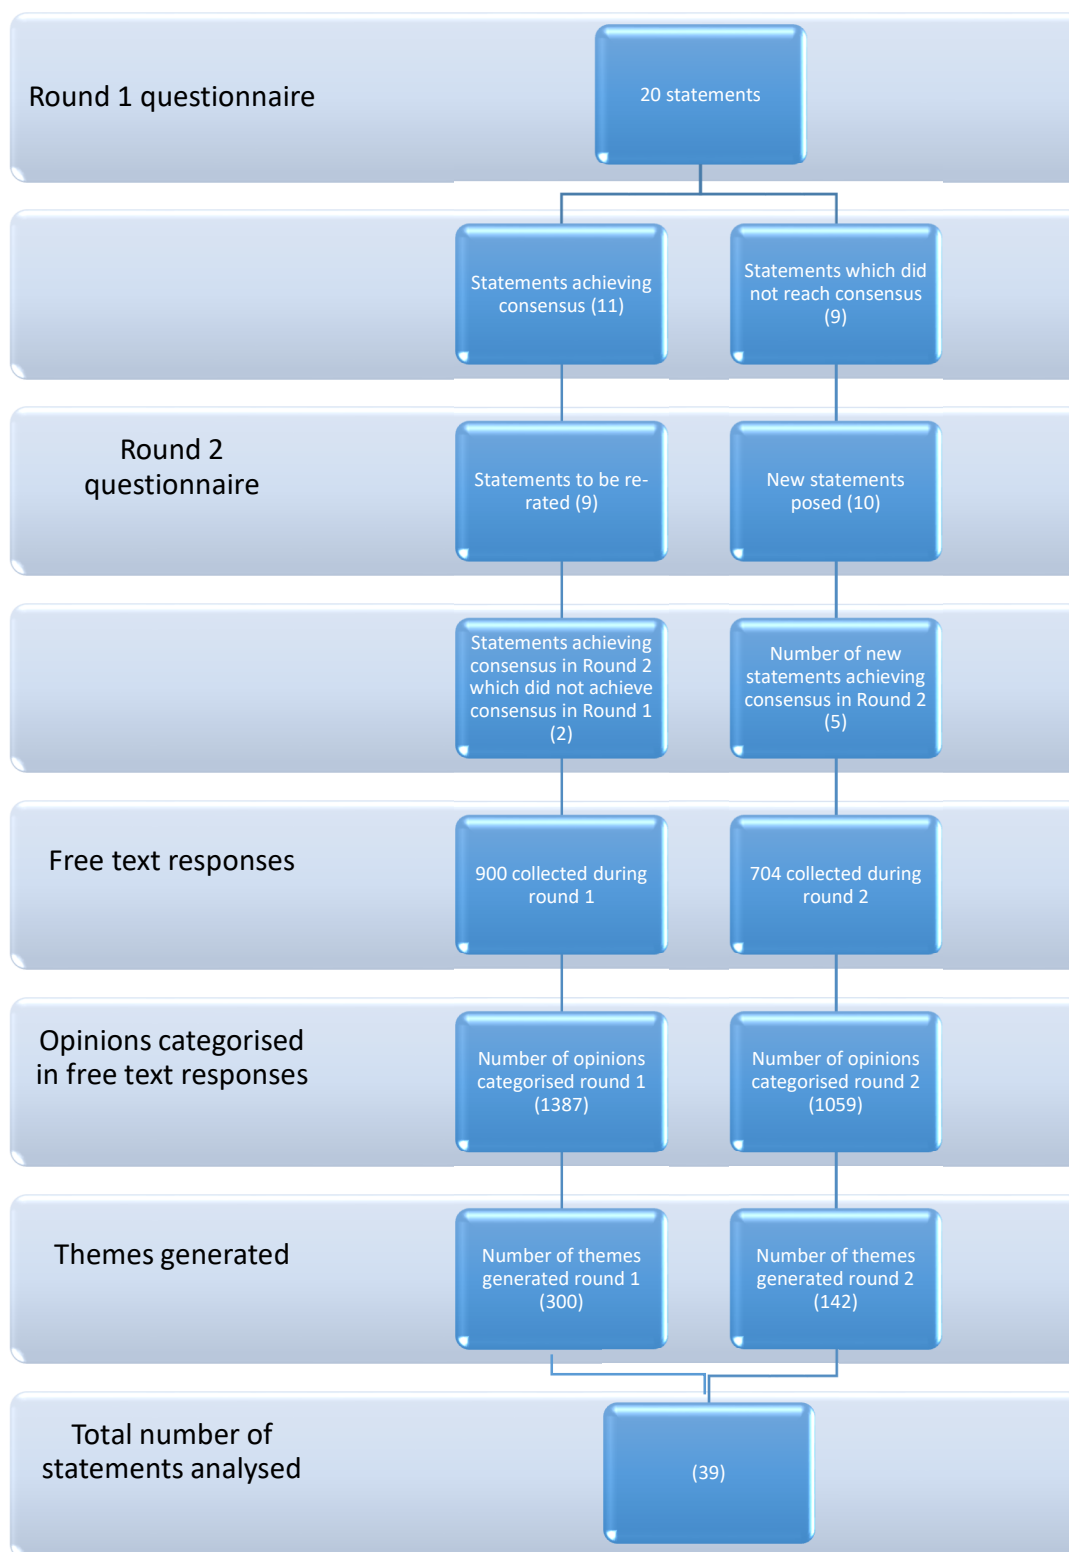 Round 1 questionnaire
20 statements
Statements achieving
consensus (11)
Statements which did
not reach consensus
(9)
Round 2
questionnaire
Statements to be re-
rated (9)
New statements
posed (10)
Statements achieving
consensus in Round 2
which did not achieve
consensus in Round 1
(2)
Number of new
statements achieving
consensus in Round 2
(5)
Free text responses
900 collected during
round 1
704 collected during
round 2
Opinions categorised
in free text responses
Number of opinions
categorised round 1
(1387)
Number of opinions
categorised round 2
(1059)
Themes generated
Number of themes
generated round 1
(300)
Number of themes
generated round 2
(142)
Total number of
statements analysed
(39)